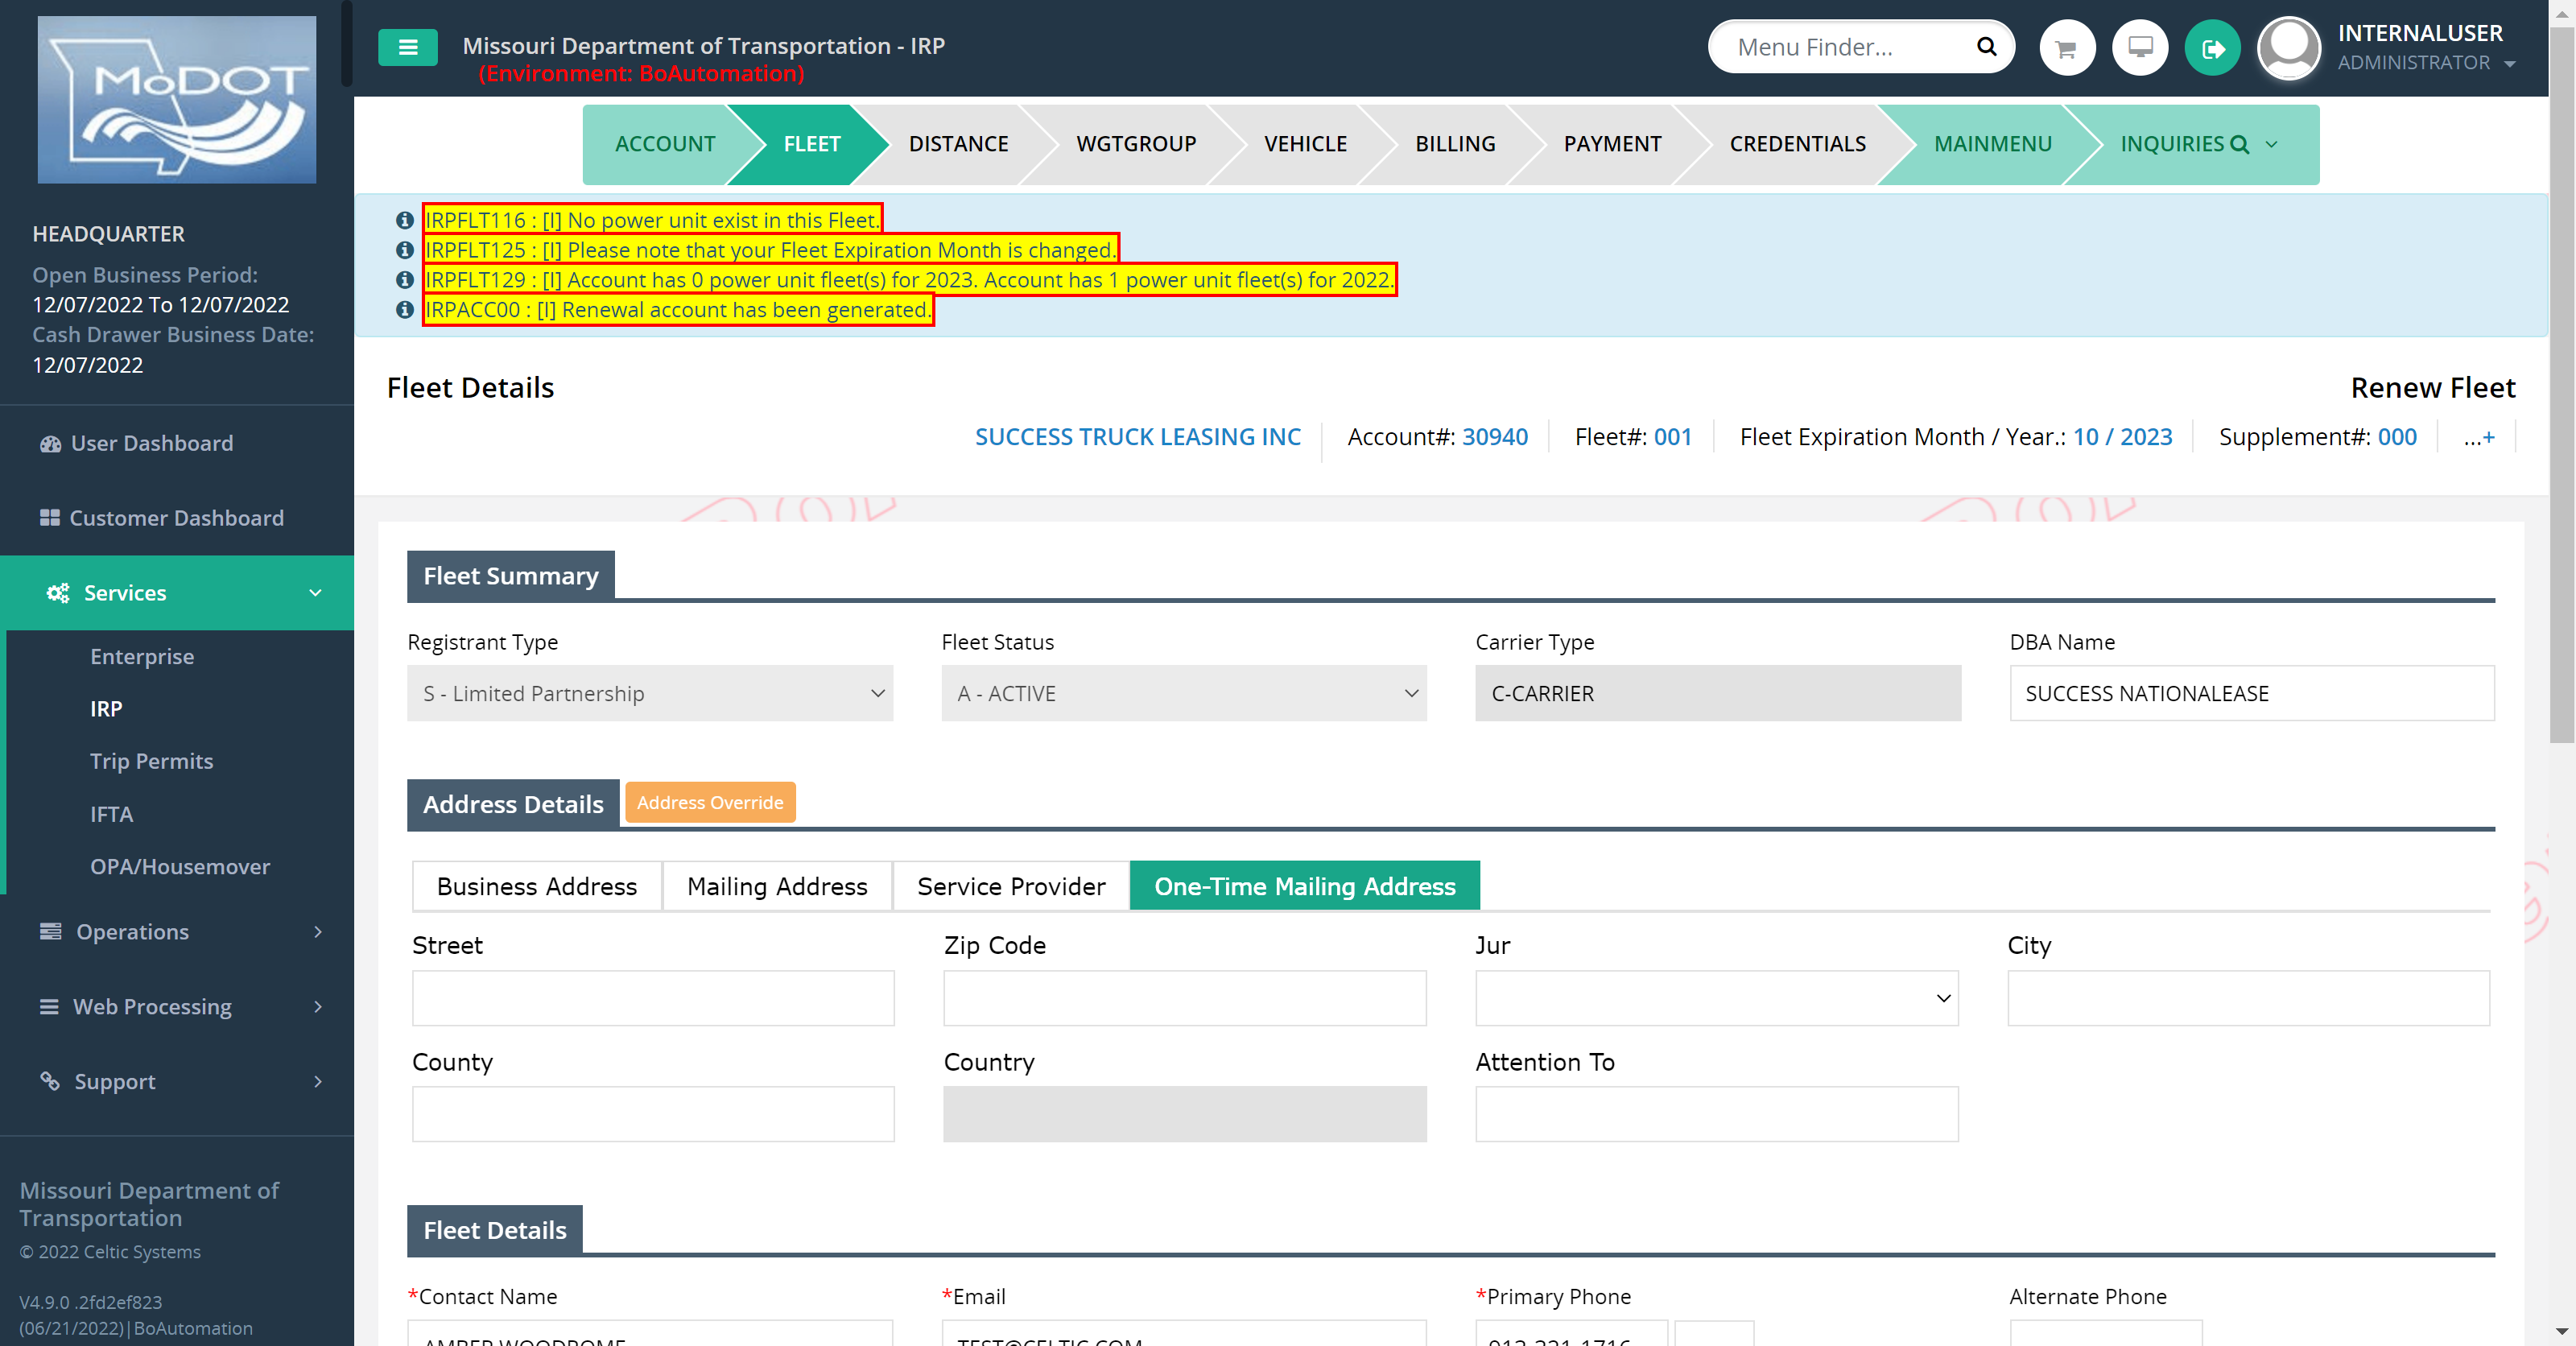 MoDOT
Missouri Department of Transportation - IRP
(Environment: BoAutomation)
Menu Finder...
INTERNALUSER
ADMINISTRATOR
ACCOUNT
FLEET
DISTANCE
WGTGROUP
VEHICLE
BILLING
PAYMENT
CREDENTIALS
MAINMENU
INQUIRIES
HEADQUARTER
Open Business Period:
12/07/2022 To 12/07/2022
Cash Drawer Business Date:
12/07/2022
User Dashboard
Customer Dashboard
Services
Enterprise
IRP
Trip Permits
IFTA
OPA/Housemover
Operations
Web Processing
Support
Missouri Department of
Transportation
© 2022 Celtic Systems
V4.9.0 .2fd2ef823
(06/21/2022)|BoAutomation
IRPFLT116 : [I] No power unit exist in this Fleet.
IRPFLT125 : [I] Please note that your Fleet Expiration Month is changed.
IRPFLT129 : [I] Account has 0 power unit fleet(s) for 2023. Account has 1 power unit fleet(s) for 2022.
IRPACC00 : [I] Renewal account has been generated.
Fleet Details
Renew Fleet
SUCCESS TRUCK LEASING INC
Account#: 30940
Fleet#: 001
Fleet Expiration Month / Year.: 10 / 2023
Supplement#: 000
...+
Fleet Summary
Registrant Type
Fleet Status
Carrier Type
DBA Name
S - Limited Partnership
A - ACTIVE
C-CARRIER
SUCCESS NATIONALEASE
Address Details
Address Override
Business Address
Mailing Address
Service Provider
One-Time Mailing Address
Street
Zip Code
Jur
City
County
Country
Attention To
Fleet Details
*Contact Name
*Email
*Primary Phone
Alternate Phone
AMBER WOODROME
TEST@CELTIC.COM